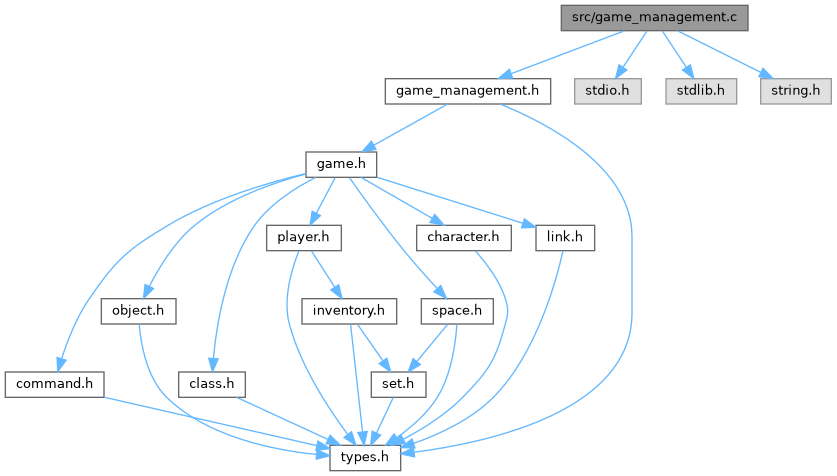 src/game_management.c
game_management.h
stdio.h
stdlib.h
string.h
game.h
player.h
character.h
link.h
object.h
inventory.h
space.h
command.h
class.h
set.h
types.h